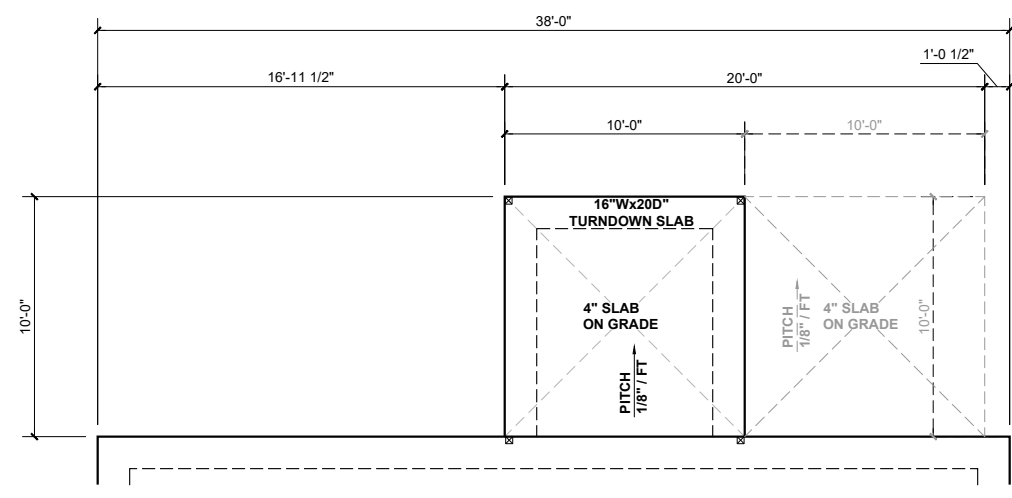 38'-0"
1'-0 1/2"
16'-11 1/2"
20'-0"
10'-0"
10'-0"
16"Wx20D"
TURNDOWN SLAB
10'-0"
4" SLAB
ON GRADE
PITCH
1/8" / FT
PITCH
1/8" / FT
4" SLAB
ON GRADE
10'-0"